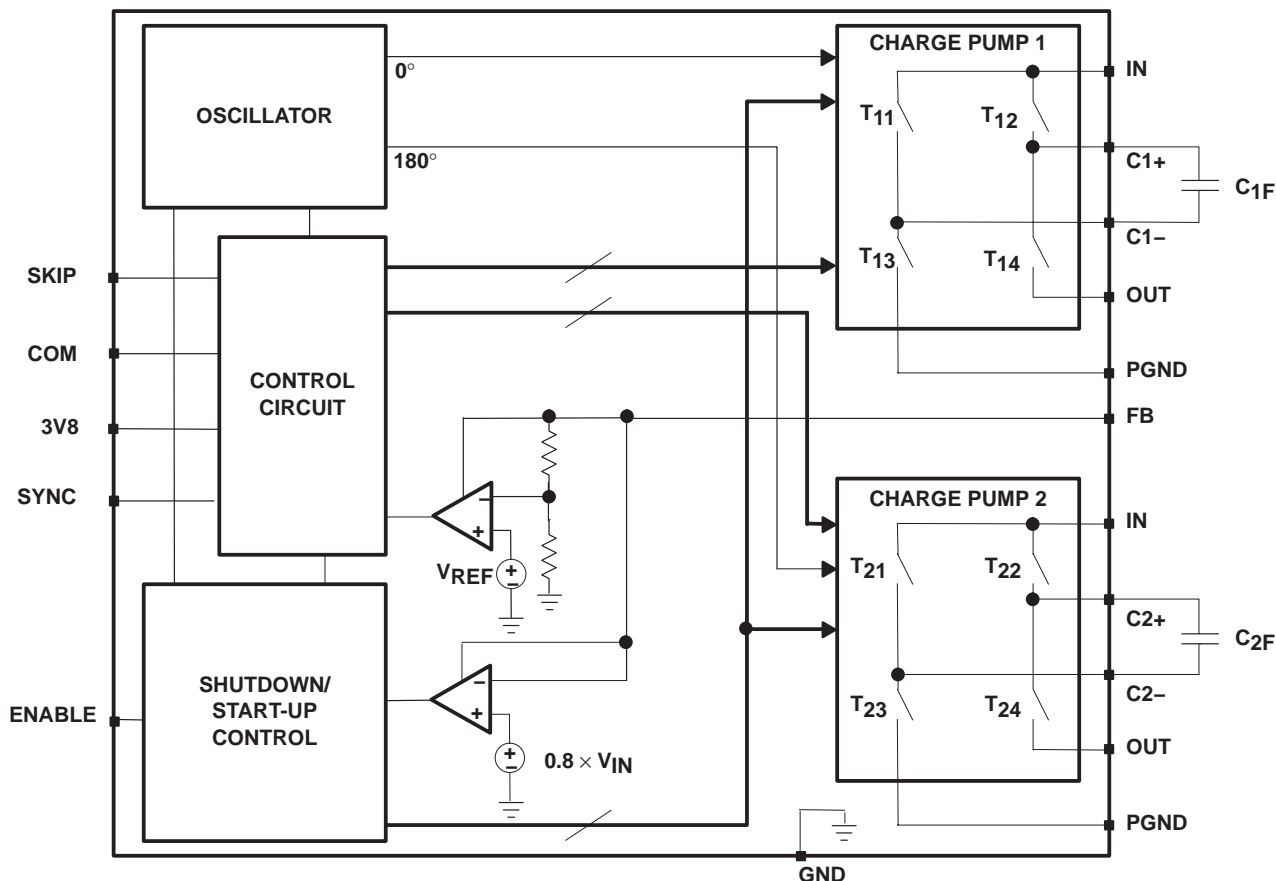 OSCILLATOR
0°
180°
CHARGE PUMP 1
T11
T12
T13
T14
IN
C1+
C1F
C1−
OUT
PGND
FB
SKIP
COM
3V8
SYNC
CONTROL
CIRCUIT
−
+
+
−
VREF
CHARGE PUMP 2
T21
T22
T23
T24
IN
C2+
C2F
C2−
OUT
PGND
ENABLE
SHUTDOWN/
START-UP
CONTROL
−
+
+
−
0.8 × VIN
GND